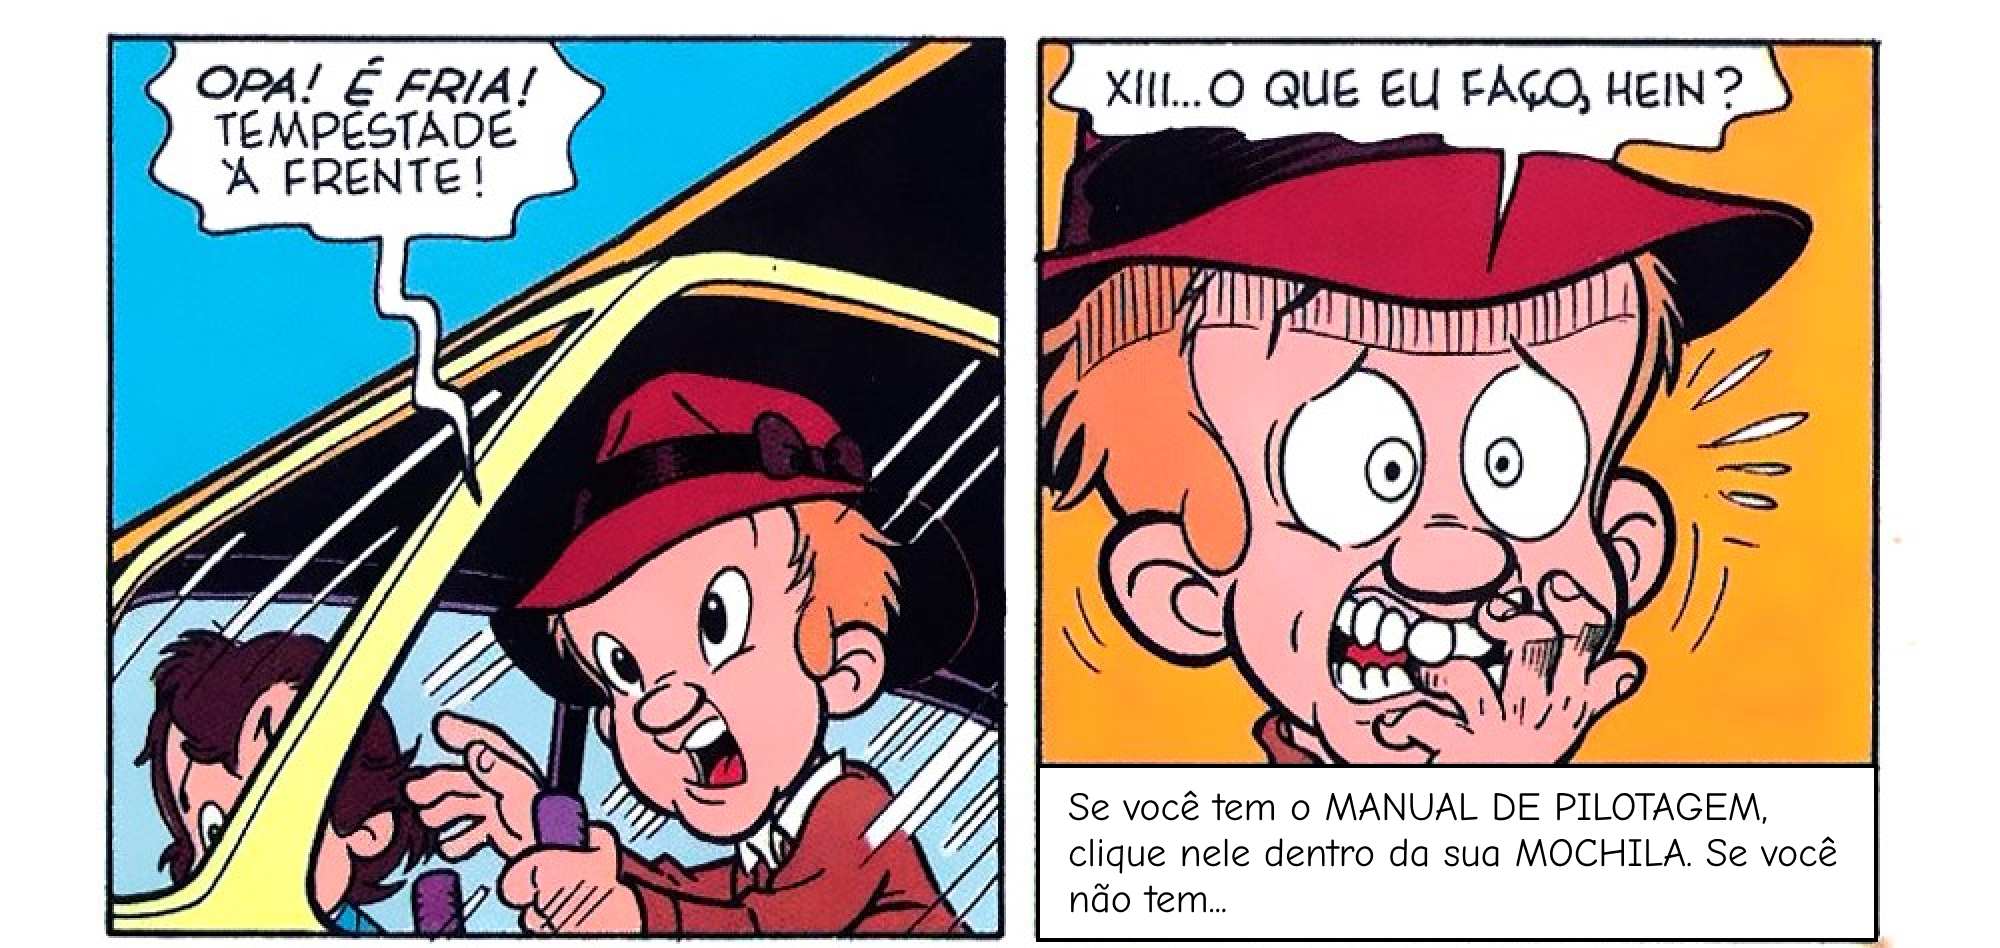 OPA! É FRIA!
TEMPESTADE
À FRENTE!
XIII... O QUE EU FAÇO, HEIN?
Se você tem o MANUAL DE PILOTAGEM,
clique nele dentro da sua MOCHILA. Se você
não tem...